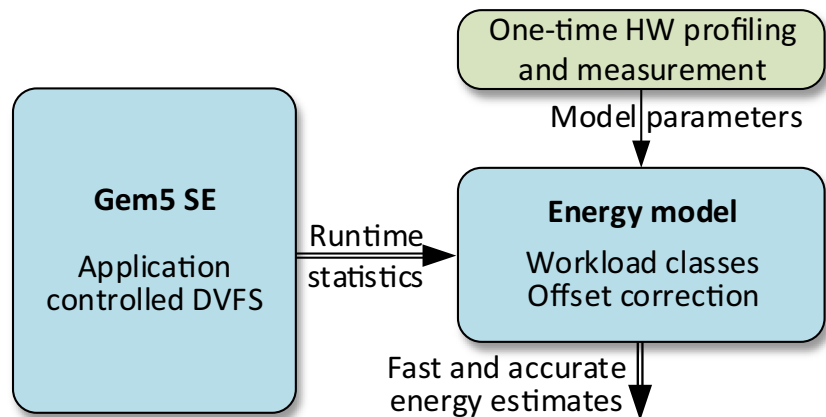 One-time HW profiling
and measurement
Model parameters
Gem5 SE
Application
controlled DVFS
Runtime
statistics
Energy model
Workload classes
Offset correction
Fast and accurate
energy estimates